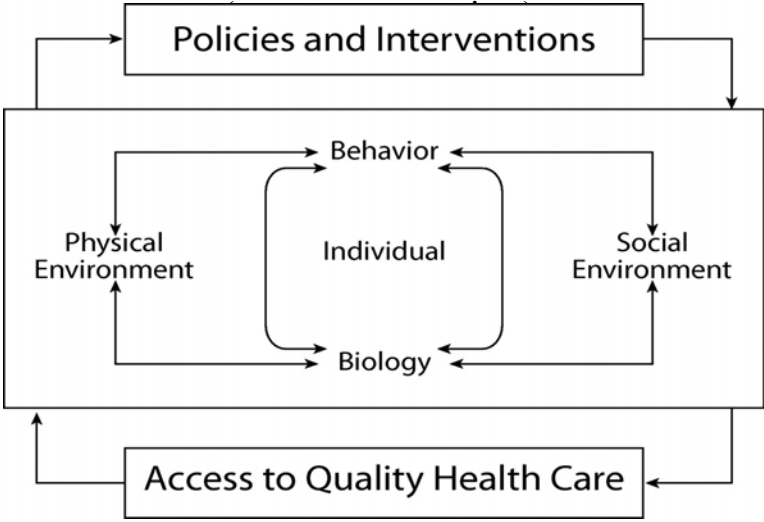 Policies and Interventions
Behavior
Physical
Environment
Individual
Social
Environment
Biology
Access to Quality Health Care